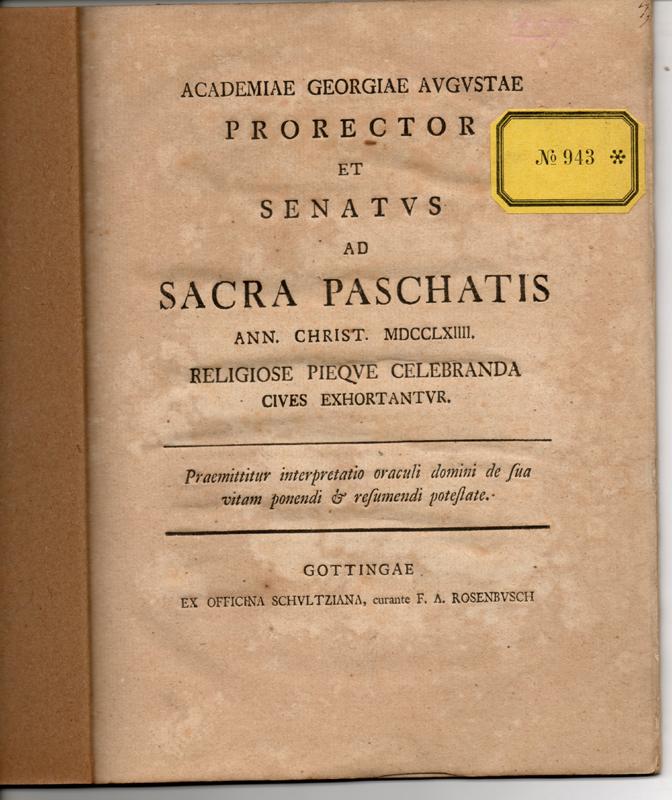 ACADEMIAE GEORGIAE AVGVSTAE
PRORECTOR
ET
SENATVS
AD
SACRA PASCHATIS
ANN. CHRIST. MDCCLXIIII.
RELIGIOSE PIEQVE CELEBRANDA
CIVES EXHORTANTVR.
Praemittitur interpretatio oraculi domini de ſua
vitam ponendi & reſumendi poteſtate.
GOTTINGAE
EX OFFICINA SCHVLTZIANA, curante F. A. ROSENBVSCH
№ 943 *